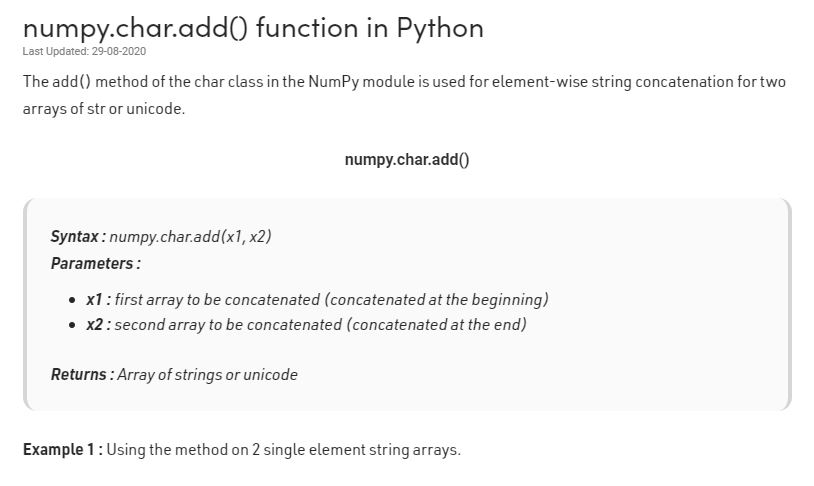 numpy.char.add() function in Python
Last Updated: 29-08-2020
The add() method of the char class in the NumPy module is used for element-wise string concatenation for two
arrays of str or unicode.
numpy.char.add()
Syntax : numpy.char.add(x1, x2)
Parameters :
• x1 : first array to be concatenated (concatenated at the beginning)
• x2 : second array to be concatenated (concatenated at the end)
Returns : Array of strings or unicode
Example 1 : Using the method on 2 single element string arrays.